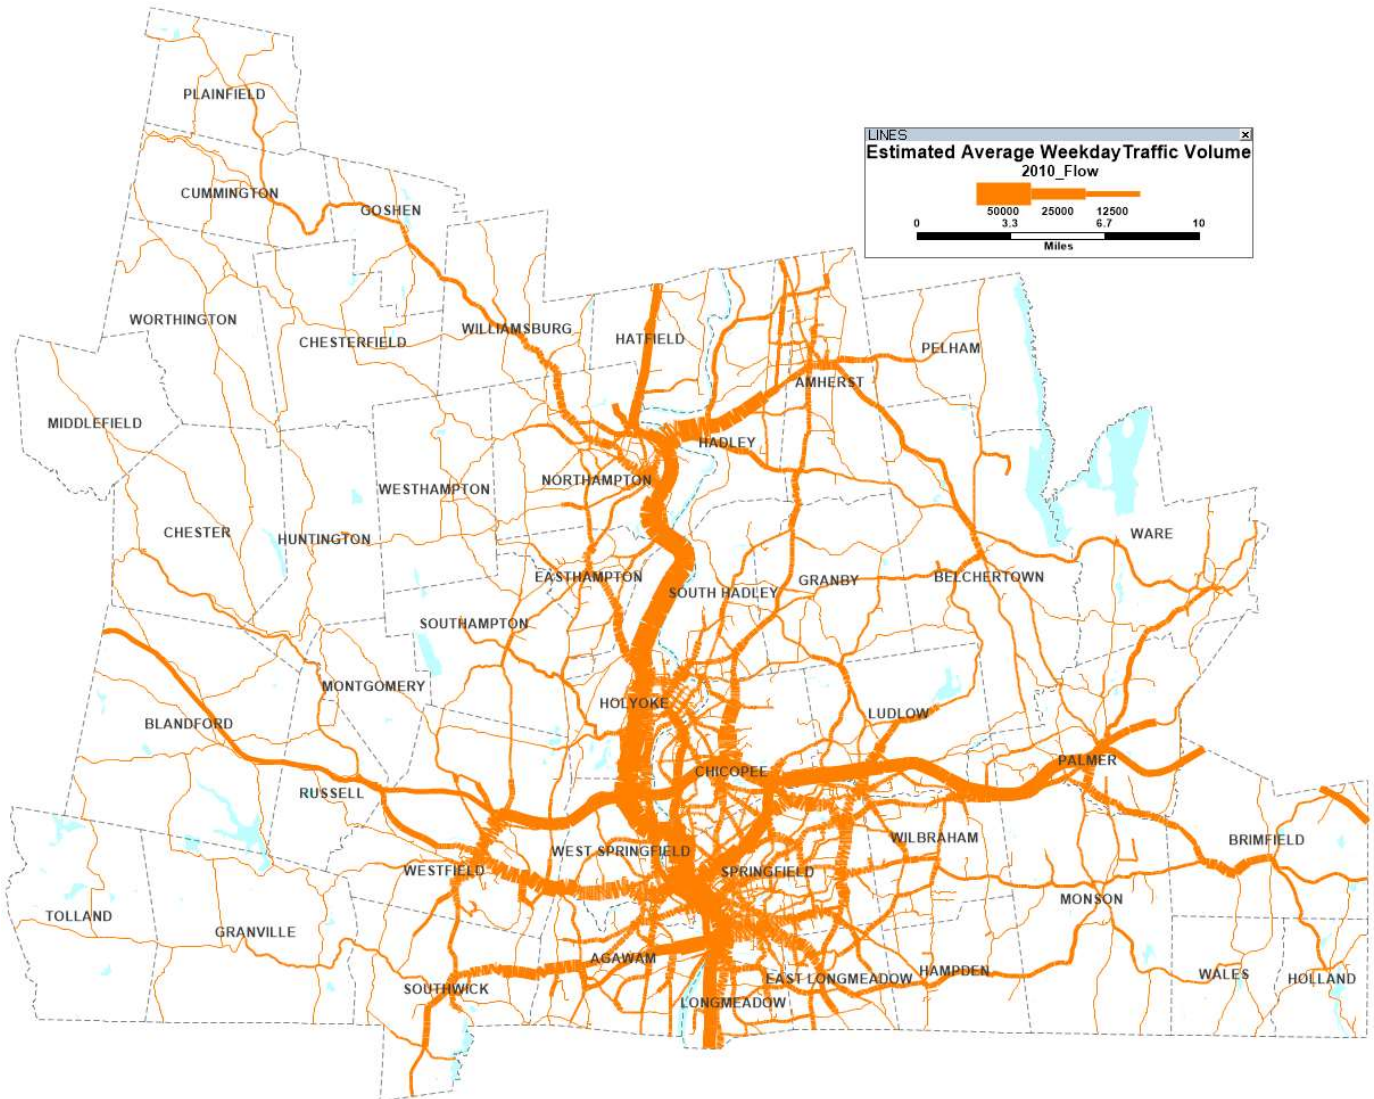 LINES
Estimated Average WeekdayTraffic Volume
2010_Flow
50000 25000 12500
0 3.3 6.7 10
Miles
PLAINFIELD
CUMMINGTON
GOSHEN
WORTHINGTON
CHESTERFIELD
WILLIAMSBURG
HATFIELD
PELHAM
AMHERST
MIDDLEFIELD
HADLEY
NORTHAMPTON
WESTHAMPTON
CHESTER
HUNTINGTON
WARE
EASTHAMPTON
SOUTH HADLEY
GRANBY
BELCHERTOWN
SOUTHAMPTON
MONTGOMERY
HOLYOKE
LUDLOW
BLANDFORD
CHICOPEE
PALMER
RUSSELL
WILBRAHAM
BRIMFIELD
WEST SPRINGFIELD
WESTFIELD
SPRINGFIELD
MONSON
TOLLAND
GRANVILLE
AGAWAM
EAST LONGMEADOW
HAMPDEN
WALES
HOLLAND
SOUTHWICK
LONGMEADOW